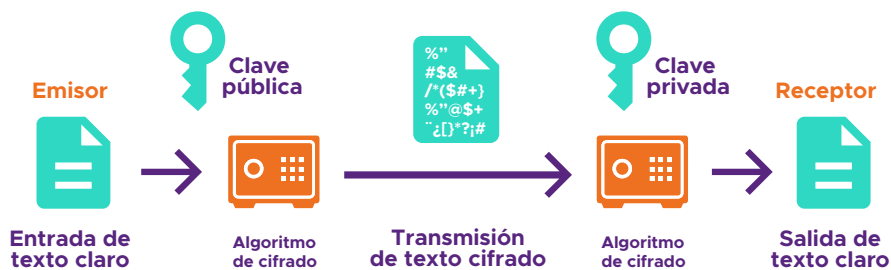 Emisor
Clave
pública
%”
#$&
/*($#+}
%”@$+
¨¿[}*?¡#
Clave
privada
Receptor
Entrada de
texto claro
Algoritmo
de cifrado
Transmisión
de texto cifrado
Algoritmo
de cifrado
Salida de
texto claro